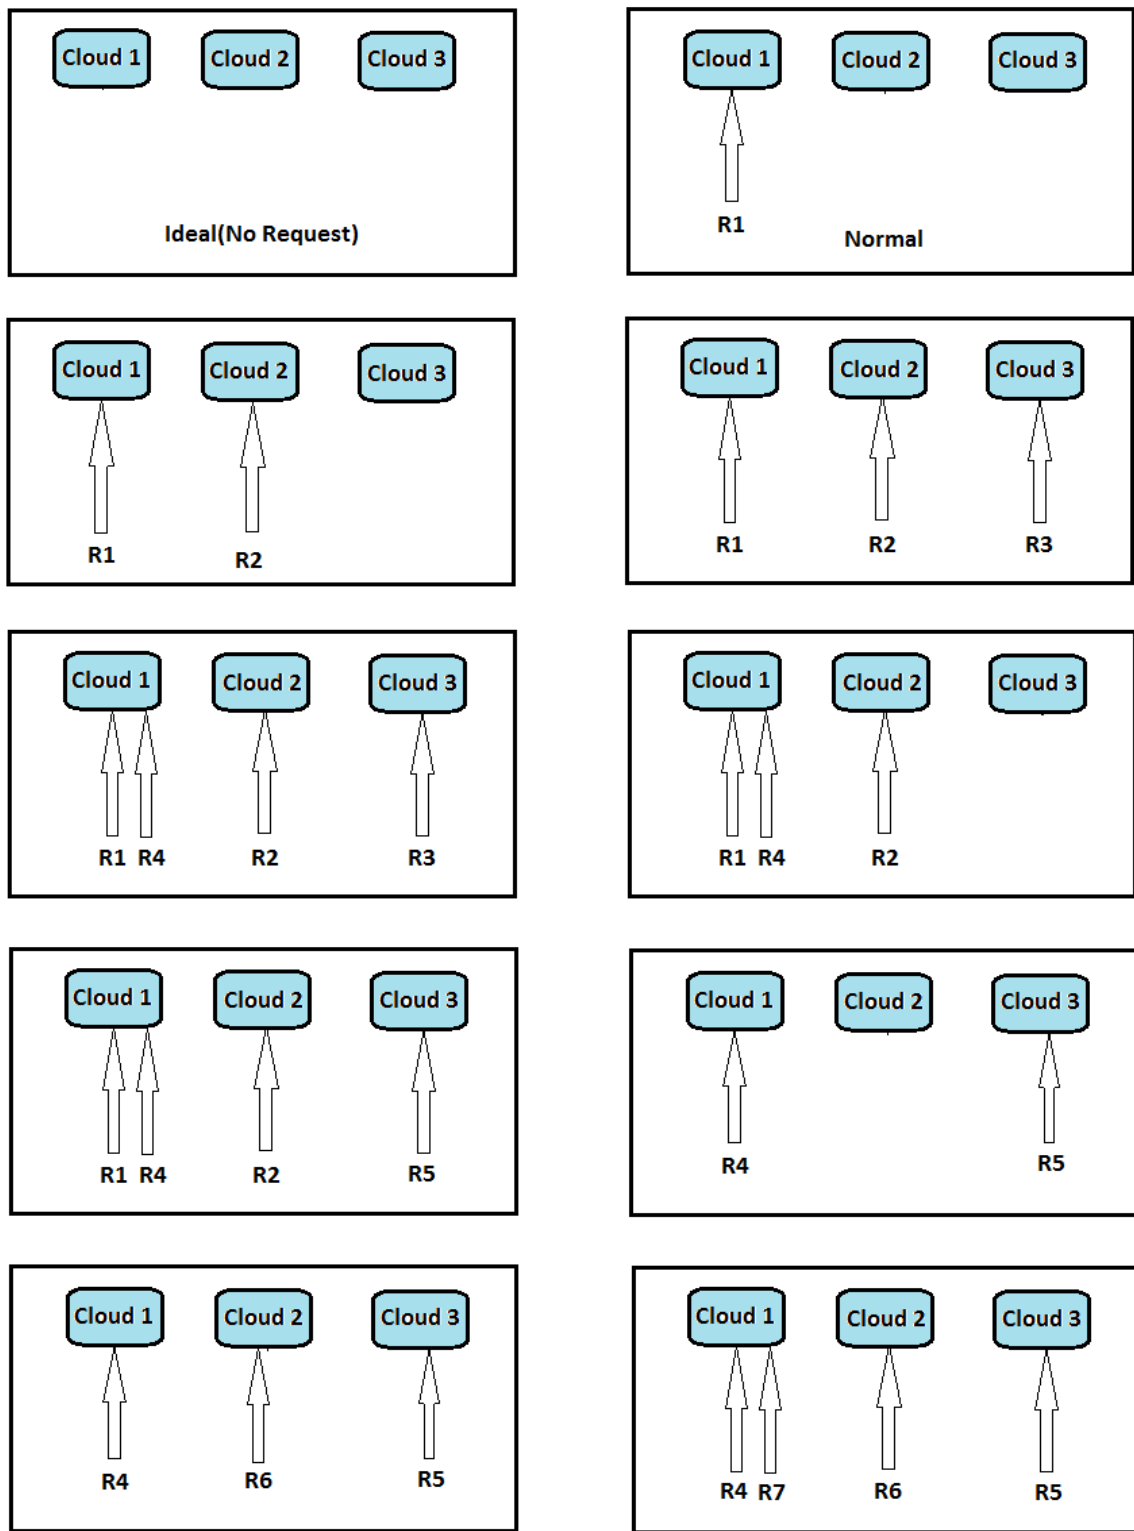 Cloud 1 Cloud 2 Cloud 3
Ideal(No Request)
Cloud 1 Cloud 2 Cloud 3
R1
Normal
Cloud 1 Cloud 2 Cloud 3
R1 R2
Cloud 1 Cloud 2 Cloud 3
R1 R2 R3
Cloud 1 Cloud 2 Cloud 3
R1 R4 R2 R3
Cloud 1 Cloud 2 Cloud 3
R1 R4 R2
Cloud 1 Cloud 2 Cloud 3
R1 R4 R2 R5
Cloud 1 Cloud 2 Cloud 3
R4 R5
Cloud 1 Cloud 2 Cloud 3
R4 R6 R5
Cloud 1 Cloud 2 Cloud 3
R4 R7 R6 R5